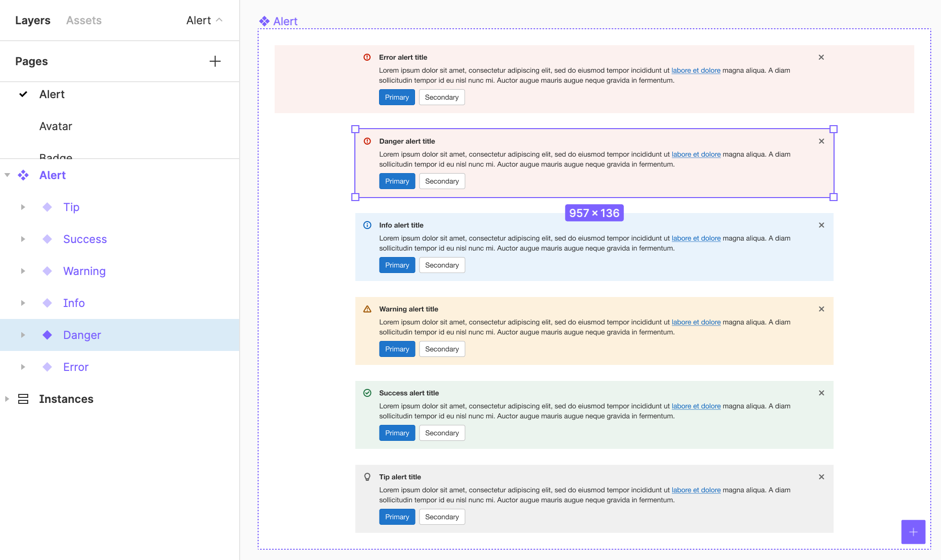 Layers
Assets
Alert
Pages
Alert
Avatar
Badge
Alert
Tip
Success
Warning
Info
Danger
Error
Instances
Alert
Error alert title
Lorem ipsum dolor sit amet, consectetur adipiscing elit, sed do eiusmod tempor incididunt ut labore et dolore magna aliqua. A diam
sollicitudin tempor id eu nisl nunc mi. Auctor augue mauris augue neque gravida in fermentum.
Primary
Secondary
Danger alert title
Lorem ipsum dolor sit amet, consectetur adipiscing elit, sed do eiusmod tempor incididunt ut labore et dolore magna aliqua. A diam
sollicitudin tempor id eu nisl nunc mi. Auctor augue mauris augue neque gravida in fermentum.
Primary
Secondary
957 × 136
Info alert title
Lorem ipsum dolor sit amet, consectetur adipiscing elit, sed do eiusmod tempor incididunt ut labore et dolore magna aliqua. A diam
sollicitudin tempor id eu nisl nunc mi. Auctor augue mauris augue neque gravida in fermentum.
Primary
Secondary
Warning alert title
Lorem ipsum dolor sit amet, consectetur adipiscing elit, sed do eiusmod tempor incididunt ut labore et dolore magna aliqua. A diam
sollicitudin tempor id eu nisl nunc mi. Auctor augue mauris augue neque gravida in fermentum.
Primary
Secondary
Success alert title
Lorem ipsum dolor sit amet, consectetur adipiscing elit, sed do eiusmod tempor incididunt ut labore et dolore magna aliqua. A diam
sollicitudin tempor id eu nisl nunc mi. Auctor augue mauris augue neque gravida in fermentum.
Primary
Secondary
Tip alert title
Lorem ipsum dolor sit amet, consectetur adipiscing elit, sed do eiusmod tempor incididunt ut labore et dolore magna aliqua. A diam
sollicitudin tempor id eu nisl nunc mi. Auctor augue mauris augue neque gravida in fermentum.
Primary
Secondary